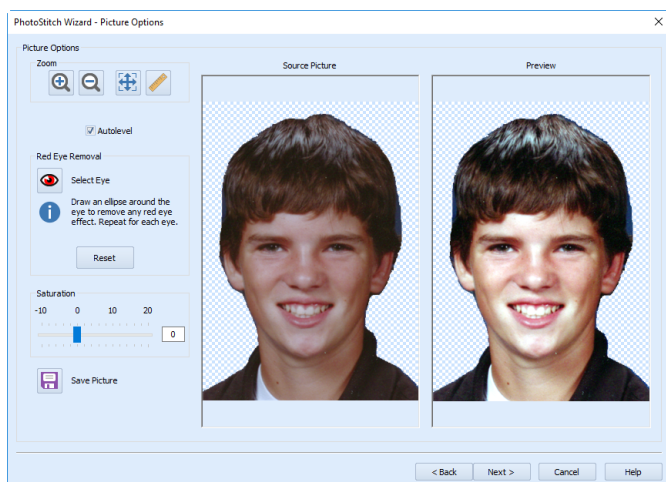 PhotoStitch Wizard - Picture Options
Picture Options
Zoom
Autolevel
Red Eye Removal
Select Eye
Draw an ellipse around the
eye to remove any red eye
effect. Repeat for each eye.
Reset
Saturation
-10 0 10 20
0
Save Picture
Source Picture
Preview
< Back Next > Cancel Help